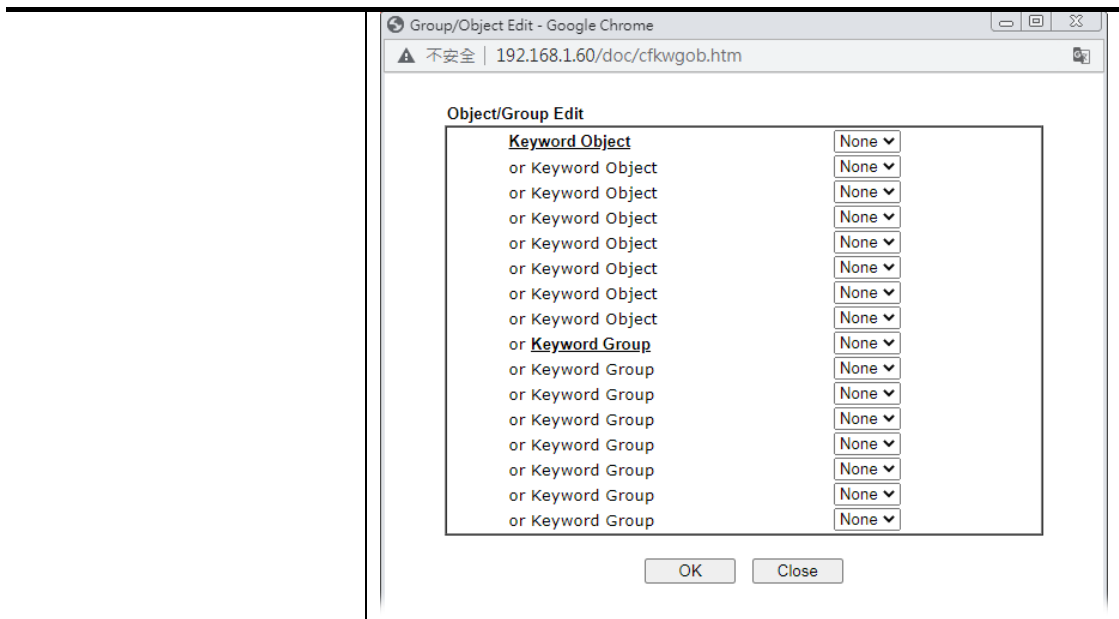 Group/Object Edit - Google Chrome
不安全 | 192.168.1.60/doc/cfkwgob.htm
Object/Group Edit
Keyword Object None
or Keyword Object None
or Keyword Object None
or Keyword Object None
or Keyword Object None
or Keyword Object None
or Keyword Object None
or Keyword Object None
or Keyword Group None
or Keyword Group None
or Keyword Group None
or Keyword Group None
or Keyword Group None
or Keyword Group None
or Keyword Group None
or Keyword Group None
OK Close